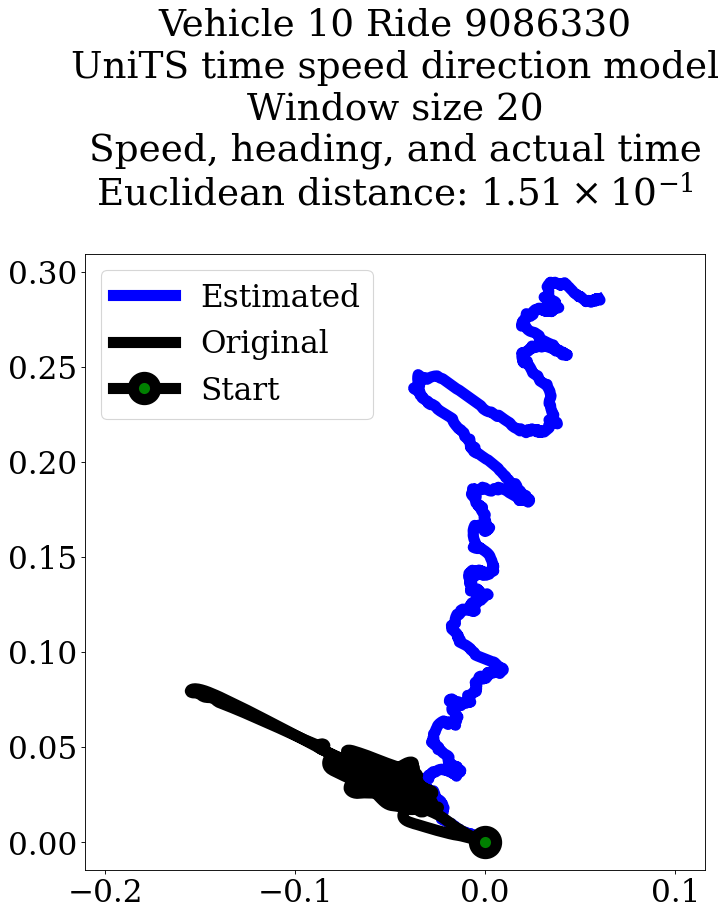 Vehicle 10 Ride 9086330
UniTS time speed direction model
Window size 20
Speed, heading, and actual time
Euclidean distance: 1.51 × 10⁻¹
0.30
0.25
0.20
0.15
0.10
0.05
0.00
Estimated
Original
Start
−0.2
−0.1
0.0
0.1